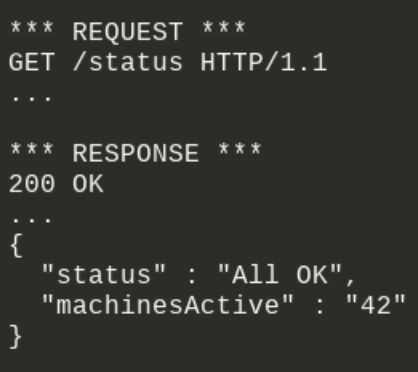 *** REQUEST ***
GET /status HTTP/1.1
...
*** RESPONSE ***
200 OK
...
{
"status" : "All OK",
"machinesActive" : "42"
}